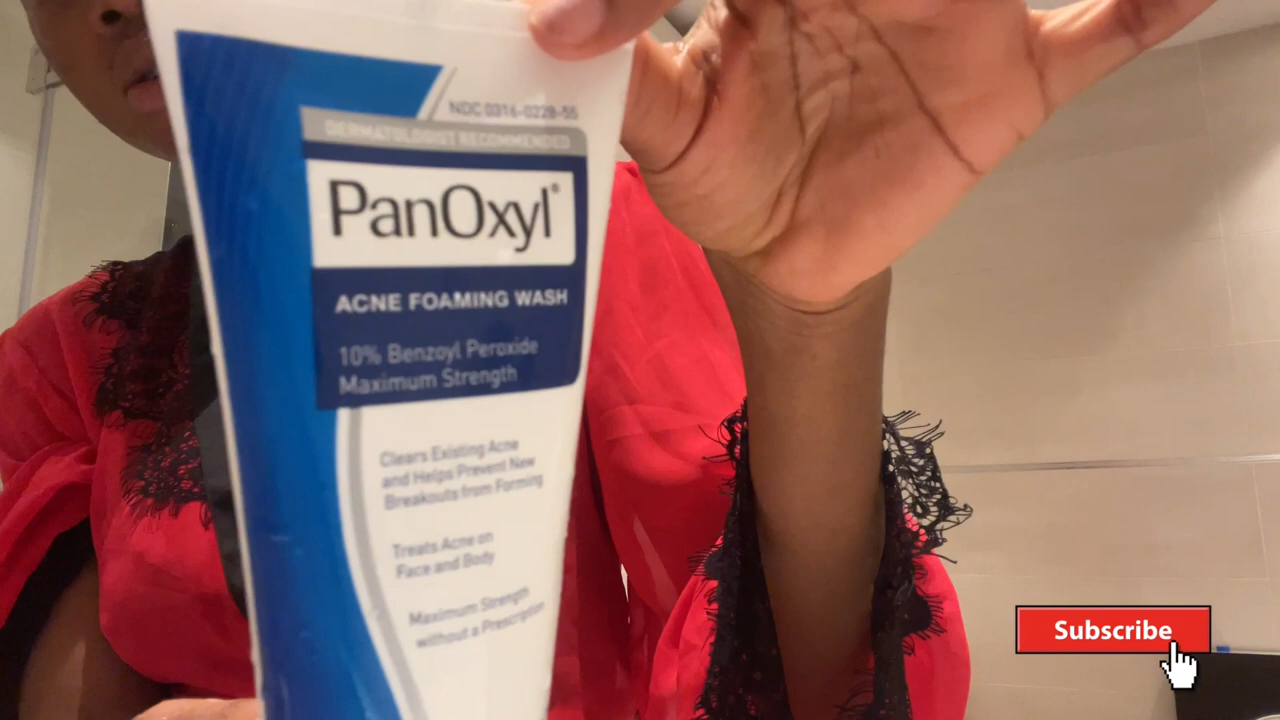 NDC 0316-0228-55
DERMATOLOGIST RECOMMENDED
PanOxyl®
ACNE FOAMING WASH
10% Benzoyl Peroxide
Maximum Strength
Clears Existing Acne
and Helps Prevent New
Breakouts from Forming
Treats Acne on
Face and Body
Maximum Strength
without a Prescription
Subscribe